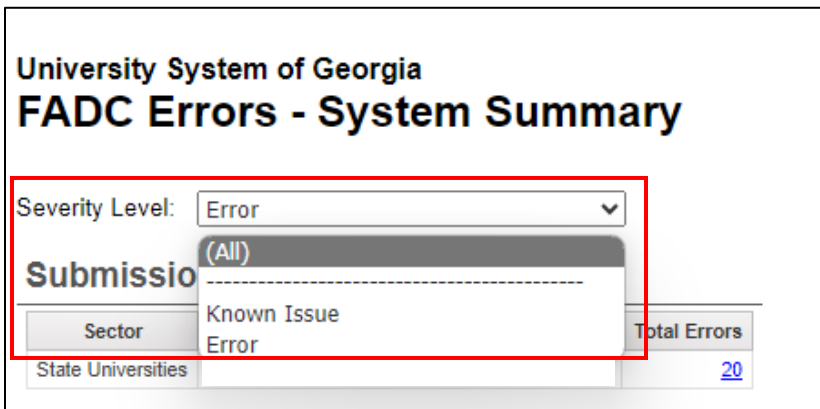 University System of Georgia
FADC Errors - System Summary
Severity Level: Error
(All)
Submissio
--------------------------------------------
Known Issue
Sector Total Errors
Error
State Universities 20